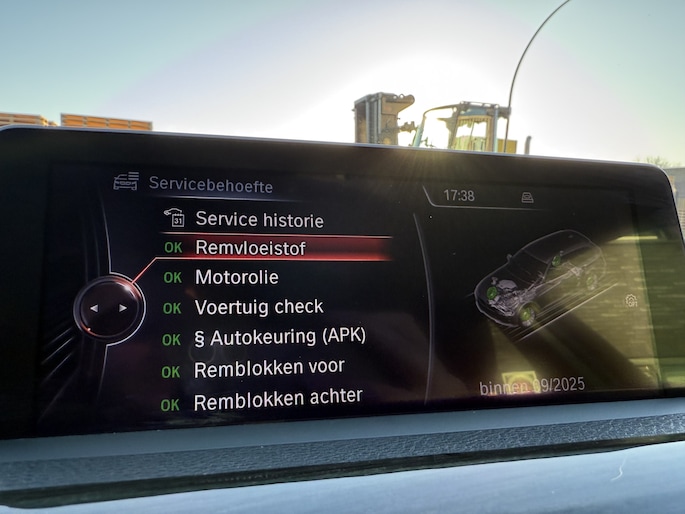 Servicebehoefte
17:38
31 Service historie
OK Remvloeistof
OK Motorolie
OK Voertuig check
OK § Autokeuring (APK)
OK Remblokken voor
OK Remblokken achter
binnen 09/2025